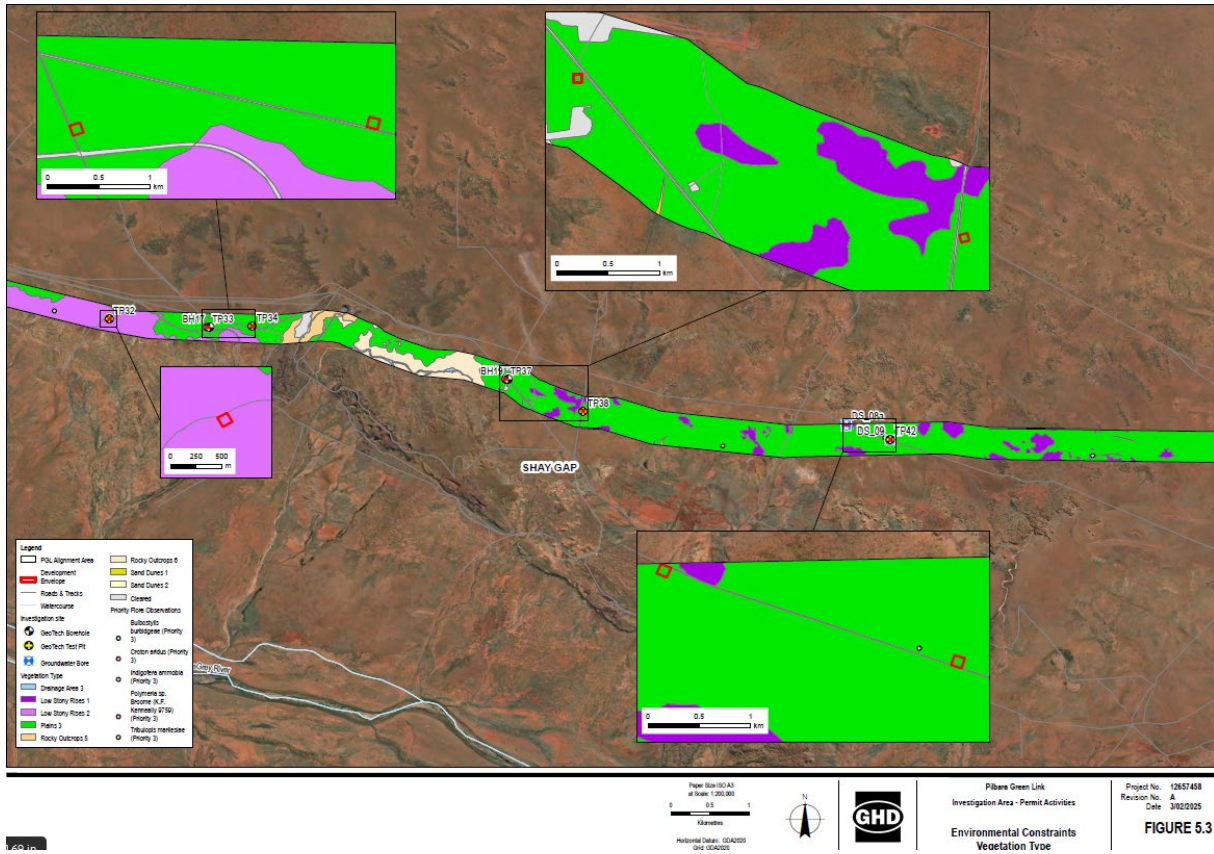 0 0.5 1
km
0 0.5 1
km
TP32
BH17 TP33 TP34
0 250 500
m
BH19 TP37
TP38
DS_08a
DS_09 TP42
SHAY GAP
0 0.5 1
km
Legend
PGL Alignment Area
Development
Envelope
Roads & Tracks
Watercourse
Investigation site
GeoTech Borehole
GeoTech Test Pit
Groundwater Bore
Vegetation Type
Drainage Area 3
Low Stony Rises 1
Low Stony Rises 2
Plains 3
Rocky Outcrops 5
Rocky Outcrops 6
Sand Dunes 1
Sand Dunes 2
Cleared
Priority Flora Observations
Bulbostylis
burbidgeae (Priority
3)
Croton aridus (Priority
3)
Indigofera ammobia
(Priority 3)
Polymeria sp.
Broome (K.F.
Kenneally 9759)
(Priority 3)
Tribulopis marliesiae
(Priority 3)
Grey River
Paper Size ISO A3
at Scale: 1:200,000
0 0.5 1
Kilometres
Horizontal Datum: GDA2020
Grid: GDA2020
N
GHD
Pilbara Green Link
Investigation Area - Permit Activities
Environmental Constraints
Vegetation Type
Project No. 12657458
Revision No. A
Date 3/02/2025
FIGURE 5.3